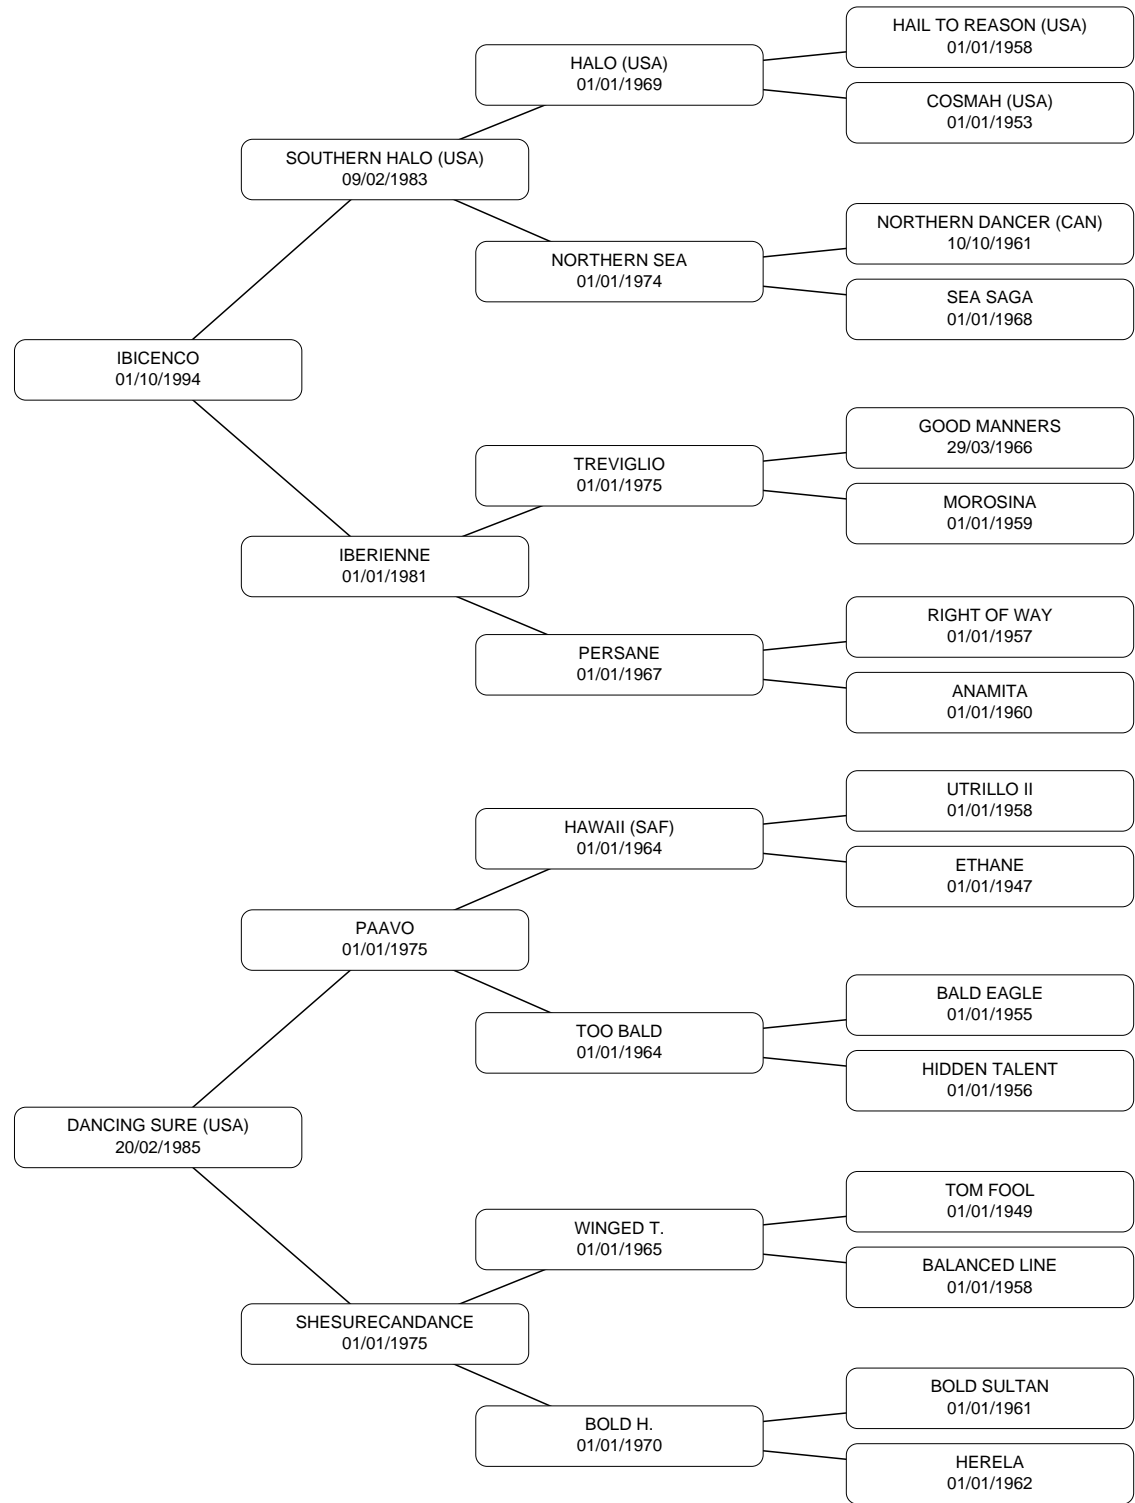 HAIL TO REASON (USA)
01/01/1958
HALO (USA)
01/01/1969
COSMAH (USA)
01/01/1953
SOUTHERN HALO (USA)
09/02/1983
NORTHERN DANCER (CAN)
10/10/1961
NORTHERN SEA
01/01/1974
SEA SAGA
01/01/1968
IBICENCO
01/10/1994
GOOD MANNERS
29/03/1966
TREVIGLIO
01/01/1975
MOROSINA
01/01/1959
IBERIENNE
01/01/1981
RIGHT OF WAY
01/01/1957
PERSANE
01/01/1967
ANAMITA
01/01/1960
UTRILLO II
01/01/1958
HAWAII (SAF)
01/01/1964
ETHANE
01/01/1947
PAAVO
01/01/1975
BALD EAGLE
01/01/1955
TOO BALD
01/01/1964
HIDDEN TALENT
01/01/1956
DANCING SURE (USA)
20/02/1985
TOM FOOL
01/01/1949
WINGED T.
01/01/1965
BALANCED LINE
01/01/1958
SHESURECANDANCE
01/01/1975
BOLD SULTAN
01/01/1961
BOLD H.
01/01/1970
HERELA
01/01/1962